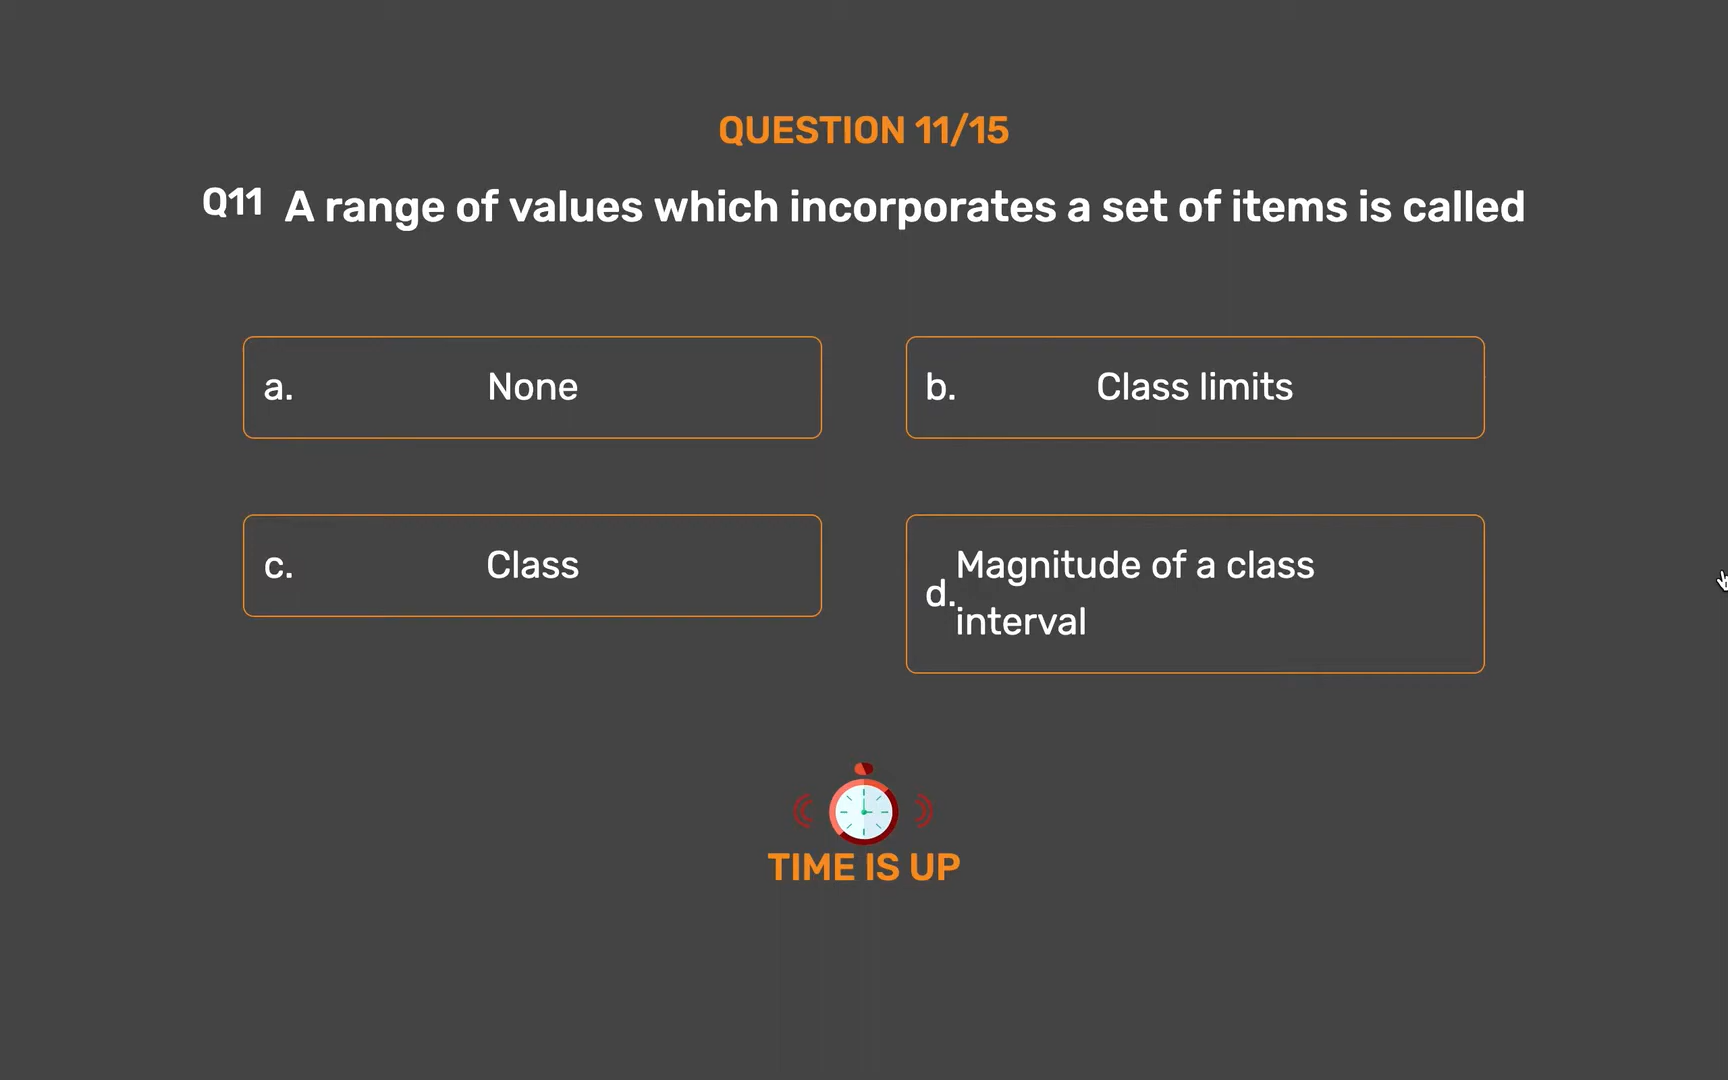 QUESTION 11/15
Q11 A range of values which incorporates a set of items is called
a. None
b. Class limits
c. Class
d. Magnitude of a class
interval
TIME IS UP